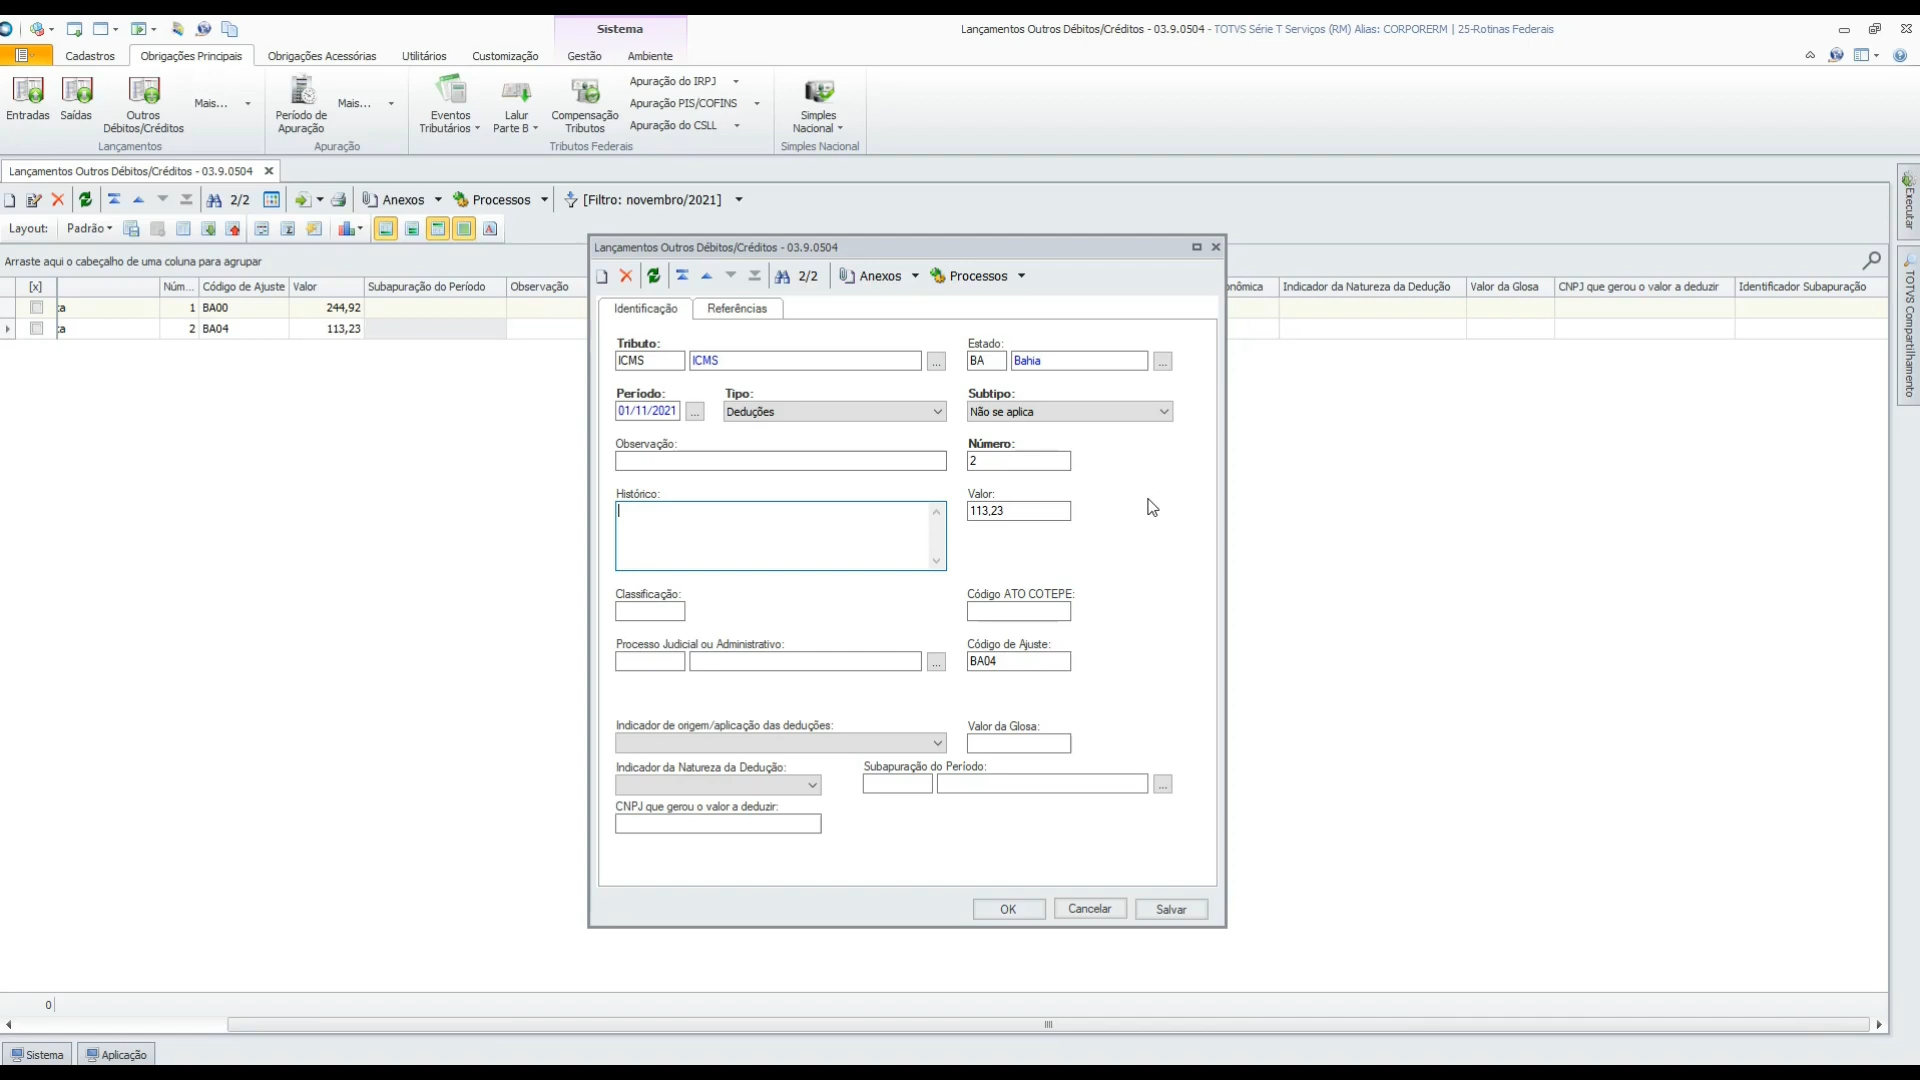 Sistema
Lançamentos Outros Débitos/Créditos - 03.9.0504 - TOTVS Série T Serviços (RM) Alias: CORPORERM | 25-Rotinas Federais
Cadastros
Obrigações Principais
Obrigações Acessórias
Utilitários
Customização
Gestão
Ambiente
Entradas
Saídas
Outros Débitos/Créditos
Mais...
Lançamentos
Período de Apuração
Mais...
Apuração
Eventos Tributários
Lalur Parte B
Compensação Tributos
Apuração do IRPJ
Apuração PIS/COFINS
Apuração do CSLL
Tributos Federais
Simples Nacional
Simples Nacional
Lançamentos Outros Débitos/Créditos - 03.9.0504
2/2
Anexos
Processos
[Filtro: novembro/2021]
Layout:
Padrão
Arraste aqui o cabeçalho de uma coluna para agrupar
[x] Núm... Código de Ajuste Valor Subapuração do Período Observação
onômica Indicador da Natureza da Dedução Valor da Glosa CNPJ que gerou o valor a deduzir Identificador Subapuração
:a 1 BA00 244,92
:a 2 BA04 113,23
Executar
TOTVS Compartilhamento
Lançamentos Outros Débitos/Créditos - 03.9.0504
2/2
Anexos
Processos
Identificação
Referências
Tributo:
ICMS ICMS
Estado:
BA Bahia
Período:
01/11/2021
Tipo:
Deduções
Subtipo:
Não se aplica
Observação:
Número:
2
Histórico:
Valor:
113,23
Classificação:
Código ATO COTEPE:
Processo Judicial ou Administrativo:
Código de Ajuste:
BA04
Indicador de origem/aplicação das deduções:
Valor da Glosa:
Indicador da Natureza da Dedução:
Subapuração do Período:
CNPJ que gerou o valor a deduzir:
OK
Cancelar
Salvar
0
Sistema
Aplicação